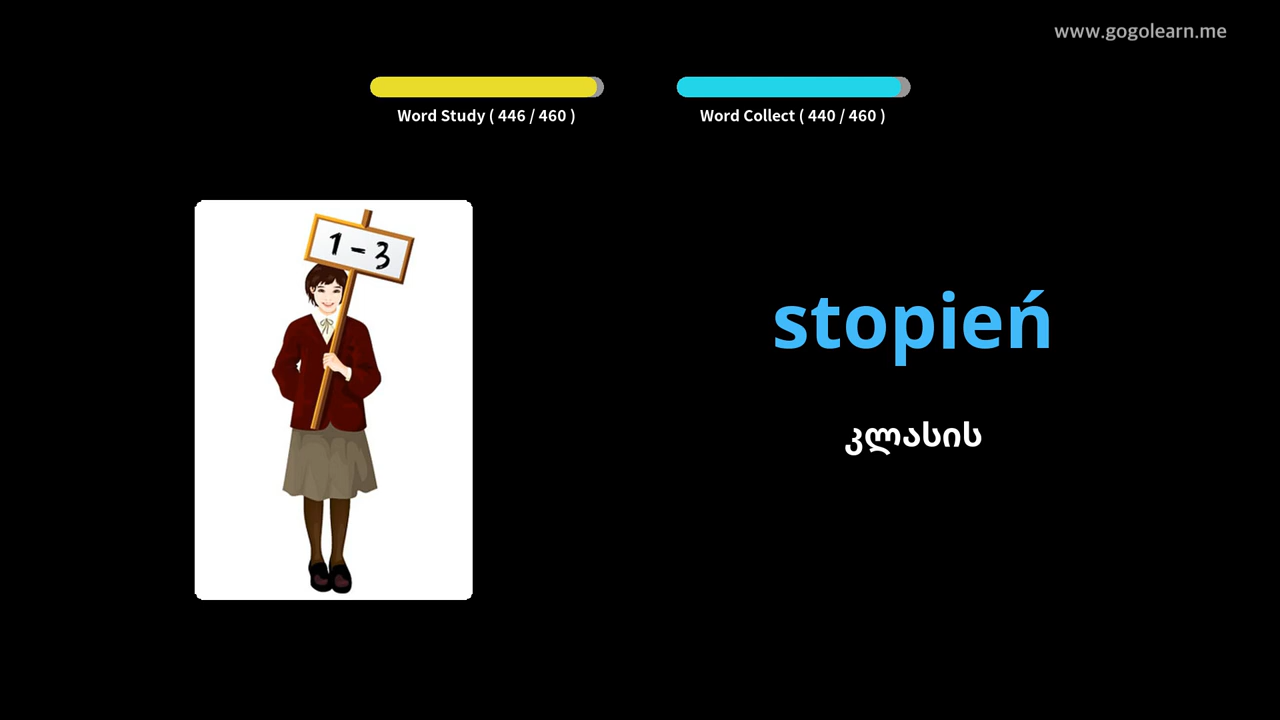 www.gogolearn.me
Word Study ( 446 / 460 )
Word Collect ( 440 / 460 )
1 - 3
stopień
კლასის